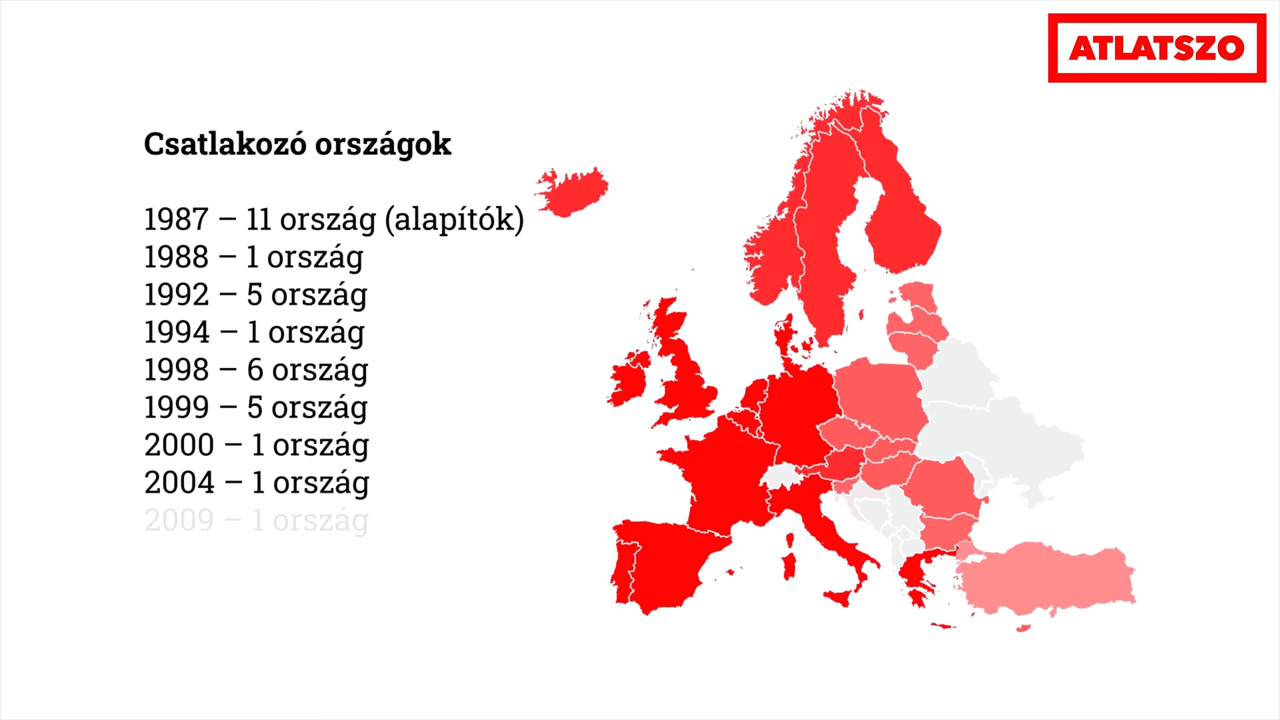 ATLATSZO
Csatlakozó országok
1987 – 11 ország (alapítók)
1988 – 1 ország
1992 – 5 ország
1994 – 1 ország
1998 – 6 ország
1999 – 5 ország
2000 – 1 ország
2004 – 1 ország
2009 – 1 ország